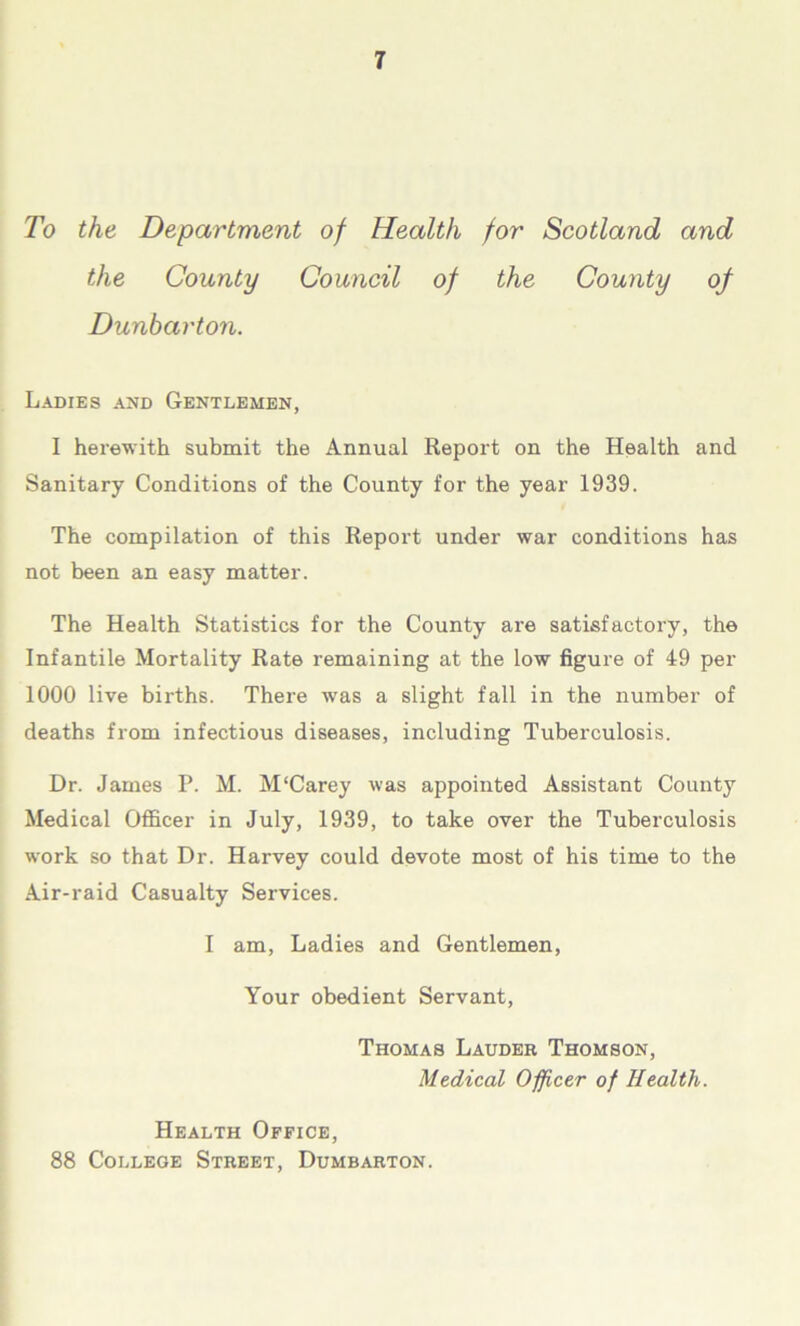 7
To the Department of Health for Scotland and
the County Council of the County of
Dunbarton.
LADIES AND GENTLEMEN,
I herewith submit the Annual Report on the Health and
Sanitary Conditions of the County for the year 1939.
The compilation of this Report under war conditions has
not been an easy matter.
The Health Statistics for the County are satisfactory, the
Infantile Mortality Rate remaining at the low figure of 49 per
1000 live births. There was a slight fall in the number of
deaths from infectious diseases, including Tuberculosis.
Dr. James P. M. M‘Carey was appointed Assistant County
Medical Officer in July, 1939, to take over the Tuberculosis
work so that Dr. Harvey could devote most of his time to the
Air-raid Casualty Services.
I am, Ladies and Gentlemen,
Your obedient Servant,
THOMAS LAUDER THOMSON,
Medical Officer of Health.
HEALTH OFFICE,
88 COLLEGE STREET, DUMBARTON.